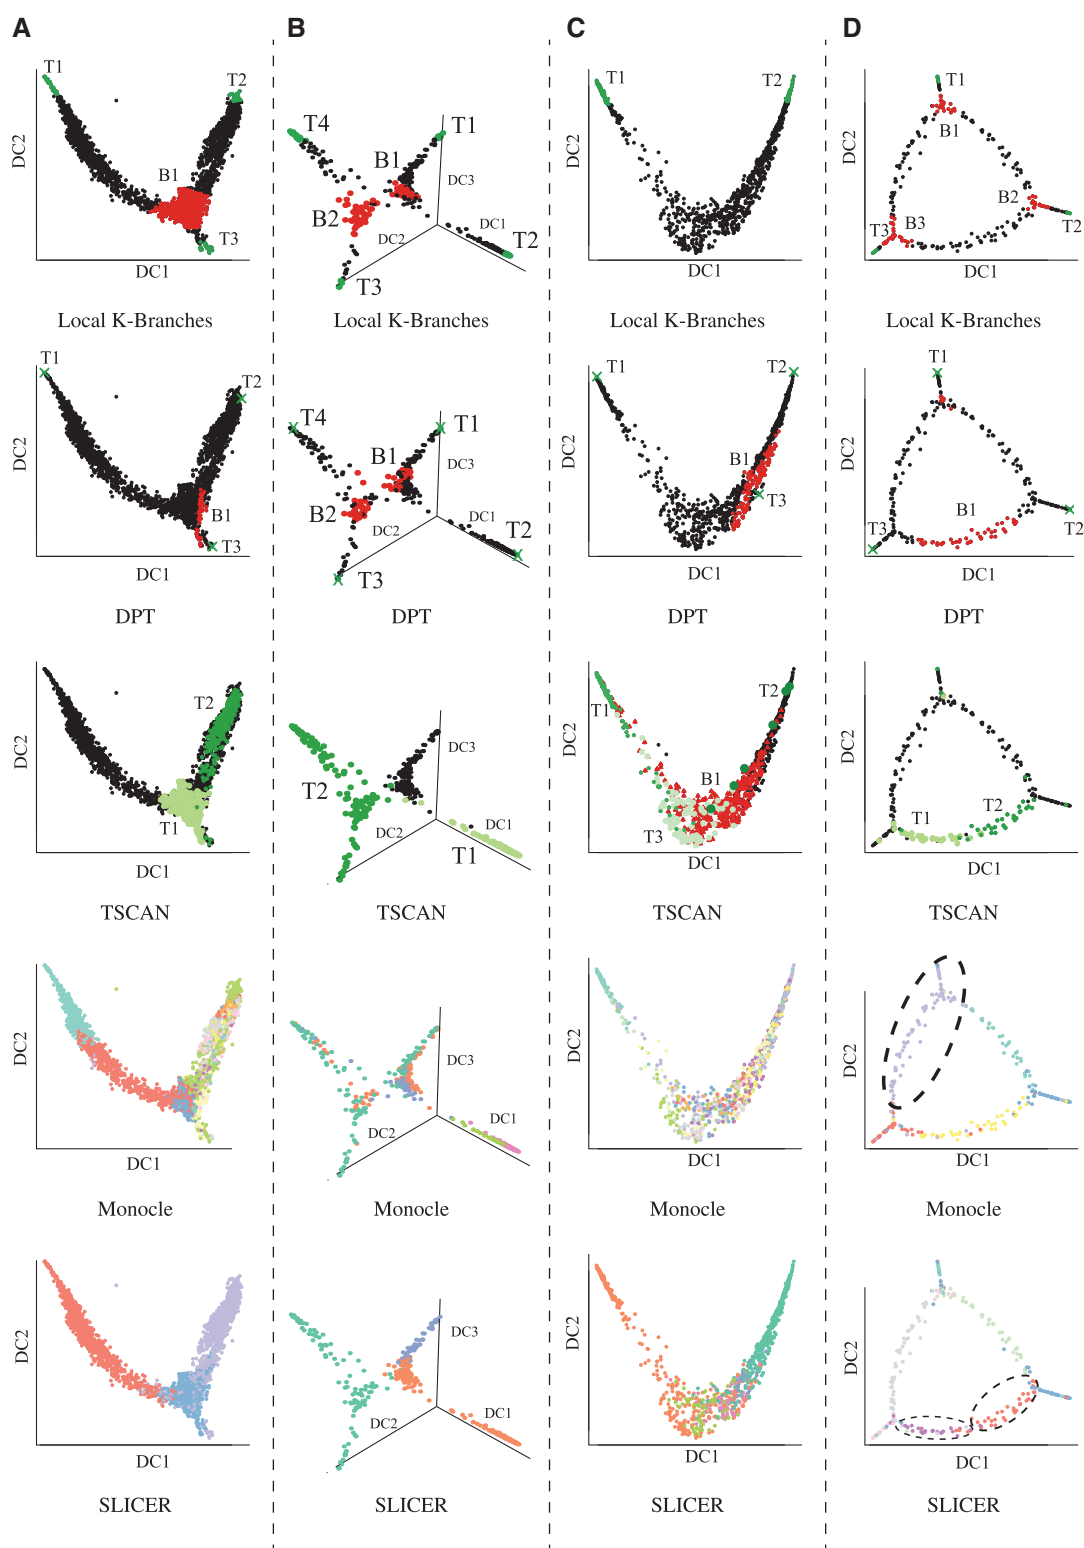 A B C D
T1 T2 B1 T3 DC2 DC1
T4 T1 B1 DC3 B2 DC2 DC1 T2 T3
T1 T2 DC2 DC1
T1 B1 B2 T2 T3 B3 DC2 DC1
Local K-Branches Local K-Branches Local K-Branches Local K-Branches
T1 T2 B1 T3 DC2 DC1
T4 T1 B1 DC3 B2 DC2 DC1 T2 T3
T1 T2 B1 T3 DC2 DC1
T1 B1 T3 T2 DC2 DC1
DPT DPT DPT DPT
T2 T1 DC2 DC1
DC3 T2 DC2 DC1 T1
T1 T2 B1 T3 DC2 DC1
T1 T2 DC2 DC1
TSCAN TSCAN TSCAN TSCAN
DC2 DC1
DC3 DC2 DC1
DC2 DC1
DC2 DC1
Monocle Monocle Monocle Monocle
DC2 DC1
DC3 DC2 DC1
DC2 DC1
DC2 DC1
SLICER SLICER SLICER SLICER